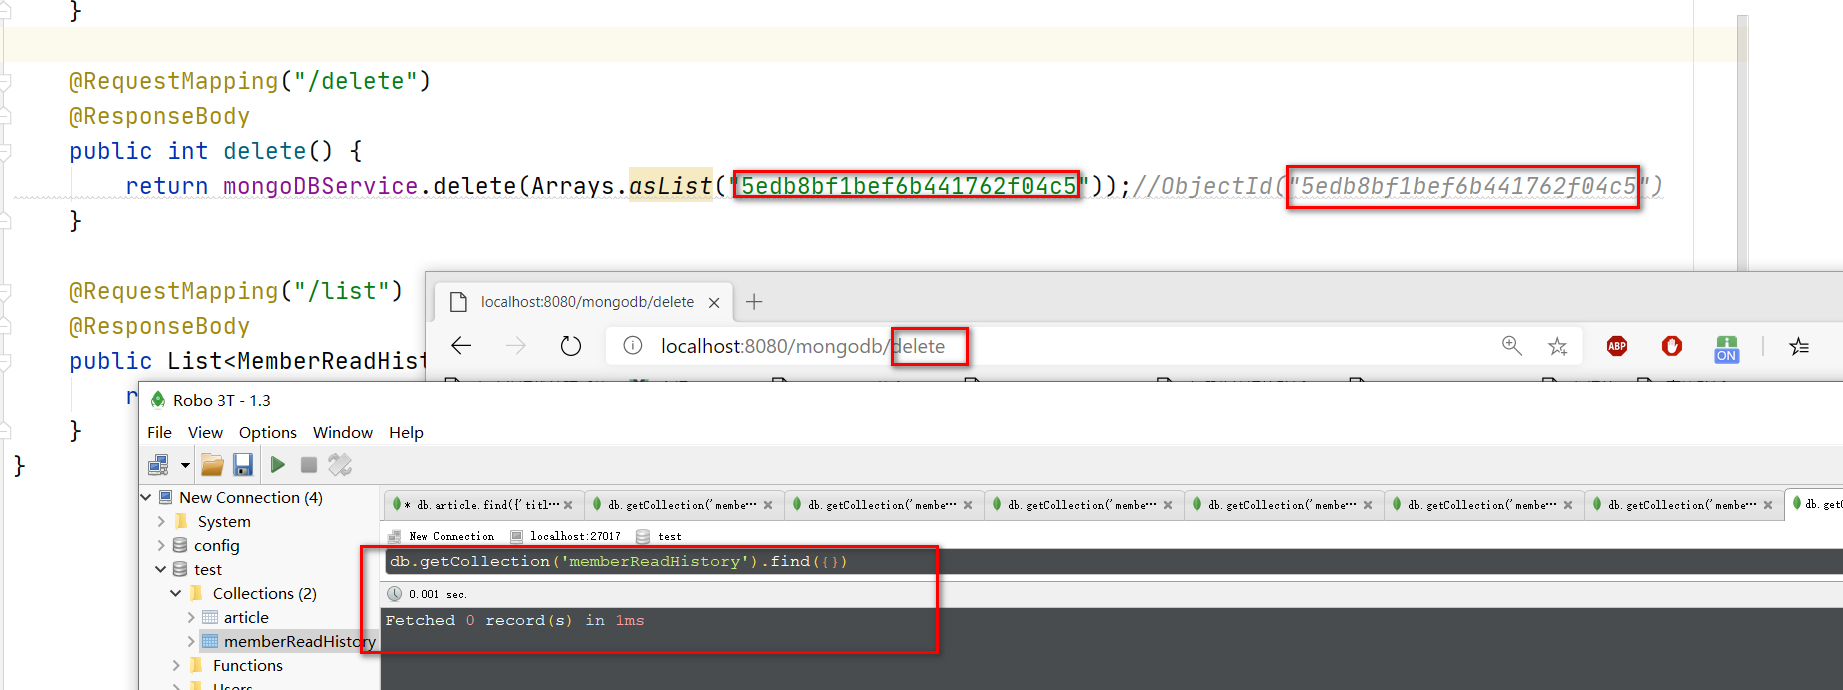 }
@RequestMapping("/delete")
@ResponseBody
public int delete() {
return mongoDBService.delete(Arrays.asList("5edb8bf1bef6b441762f04c5"));//ObjectId("5edb8bf1bef6b441762f04c5")
}
@RequestMapping("/list")
@ResponseBody
public List<MemberReadHist
r
}
}
localhost:8080/mongodb/delete
localhost:8080/mongodb/delete
ABP
ON
Robo 3T - 1.3
File View Options Window Help
New Connection (4)
System
config
test
Collections (2)
article
memberReadHistory
Functions
Users
* db.article.find({'titl... db.getCollection('membe... db.getCollection('membe... db.getCollection('membe... db.getCollection('membe... db.getCollection('membe... db.getCollection('membe... db.getC
New Connection localhost:27017 test
db.getCollection('memberReadHistory').find({})
0.001 sec.
Fetched 0 record(s) in 1ms